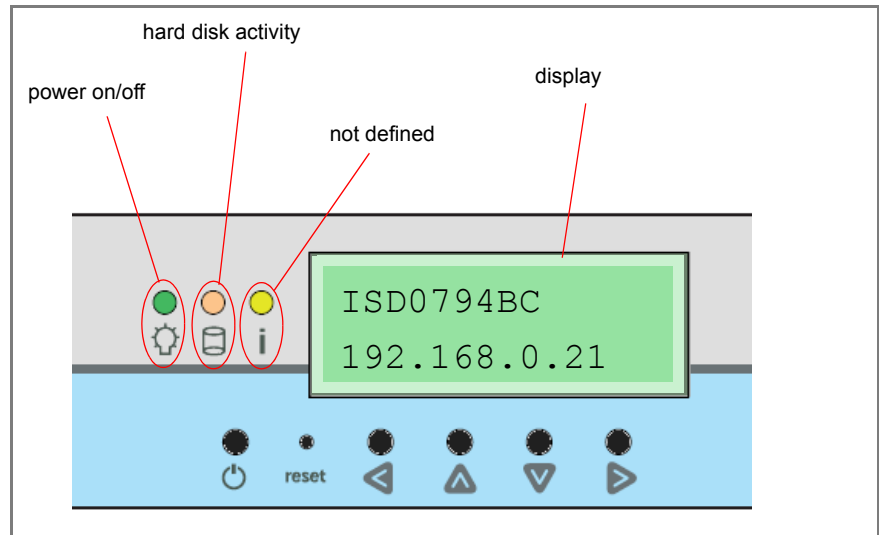 hard disk activity
power on/off
display
not defined
ISD0794BC
192.168.0.21
i
reset